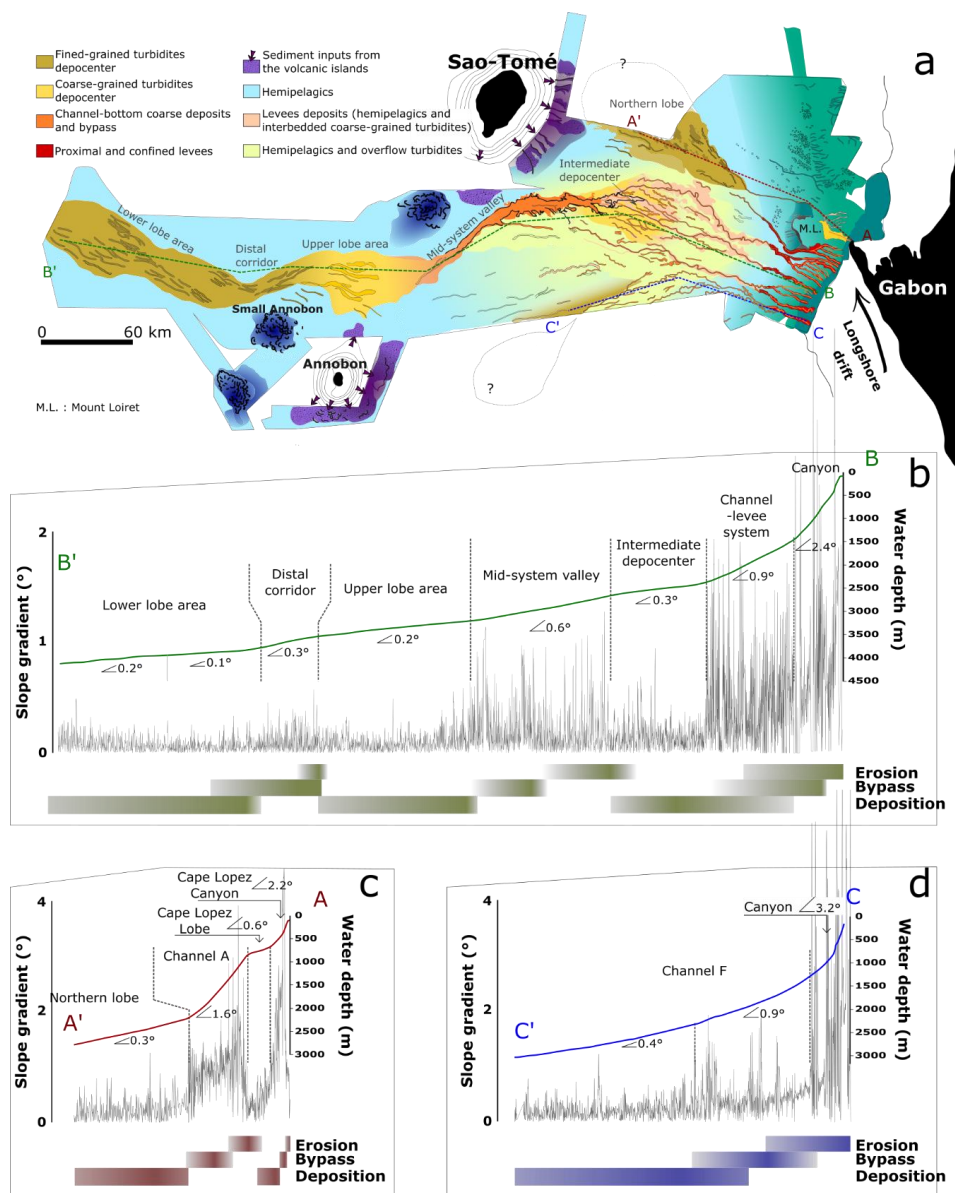 a
Fined-grained turbidites
depocenter
Coarse-grained turbidites
depocenter
Channel-bottom coarse deposits
and bypass
Proximal and confined levees
Sediment inputs from
the volcanic islands
Hemipelagics
Levees deposits (hemipelagics and
interbedded coarse-grained turbidites)
Hemipelagics and overflow turbidites
Sao-Tomé
?
Northern lobe
A'
Intermediate
depocenter
M.L.
A
Gabon
B
C
Longshore
drift
Lower lobe area
Distal
corridor
Upper lobe area
Mid-system valley
B'
C'
0 60 km
Small Annobon
Annobon
?
M.L. : Mount Loiret
b
B
Canyon
Channel
-levee
system
Intermediate
depocenter
Mid-system valley
Upper lobe area
Distal
corridor
Lower lobe area
B'
Slope gradient (°)
2
1
0
Water depth (m)
0
500
1000
1500
2000
2500
3000
3500
4000
4500
0.2°
0.1°
0.3°
0.2°
0.6°
0.3°
0.9°
2.4°
Erosion
Bypass
Deposition
c
Cape Lopez
Canyon
2.2°
A
Cape Lopez
Lobe
0.6°
Channel A
Northern lobe
A'
0.3°
1.6°
Slope gradient (°)
4
2
0
Water depth (m)
0
500
1000
1500
2000
2500
3000
Erosion
Bypass
Deposition
d
C
Canyon
3.2°
Channel F
C'
0.4°
0.9°
Slope gradient (°)
4
2
0
Water depth (m)
0
500
1000
1500
2000
2500
3000
Erosion
Bypass
Deposition